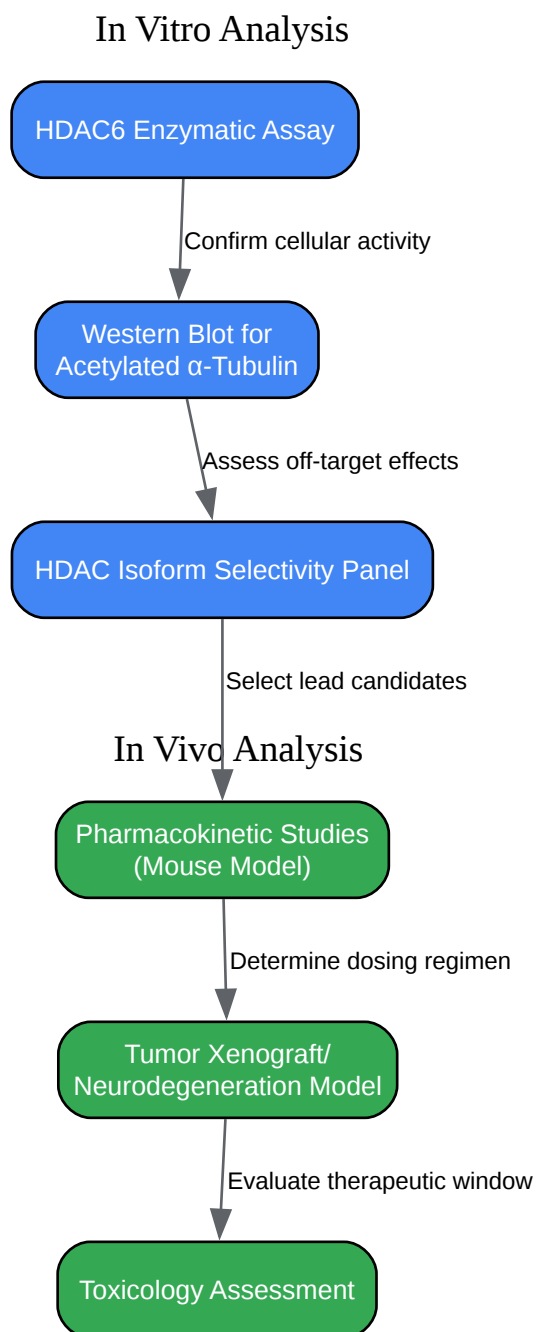 In Vitro Analysis
HDAC6 Enzymatic Assay
Confirm cellular activity
Western Blot for
Acetylated α-Tubulin
Assess off-target effects
HDAC Isoform Selectivity Panel
Select lead candidates
In Vivo Analysis
Pharmacokinetic Studies
(Mouse Model)
Determine dosing regimen
Tumor Xenograft/
Neurodegeneration Model
Evaluate therapeutic window
Toxicology Assessment